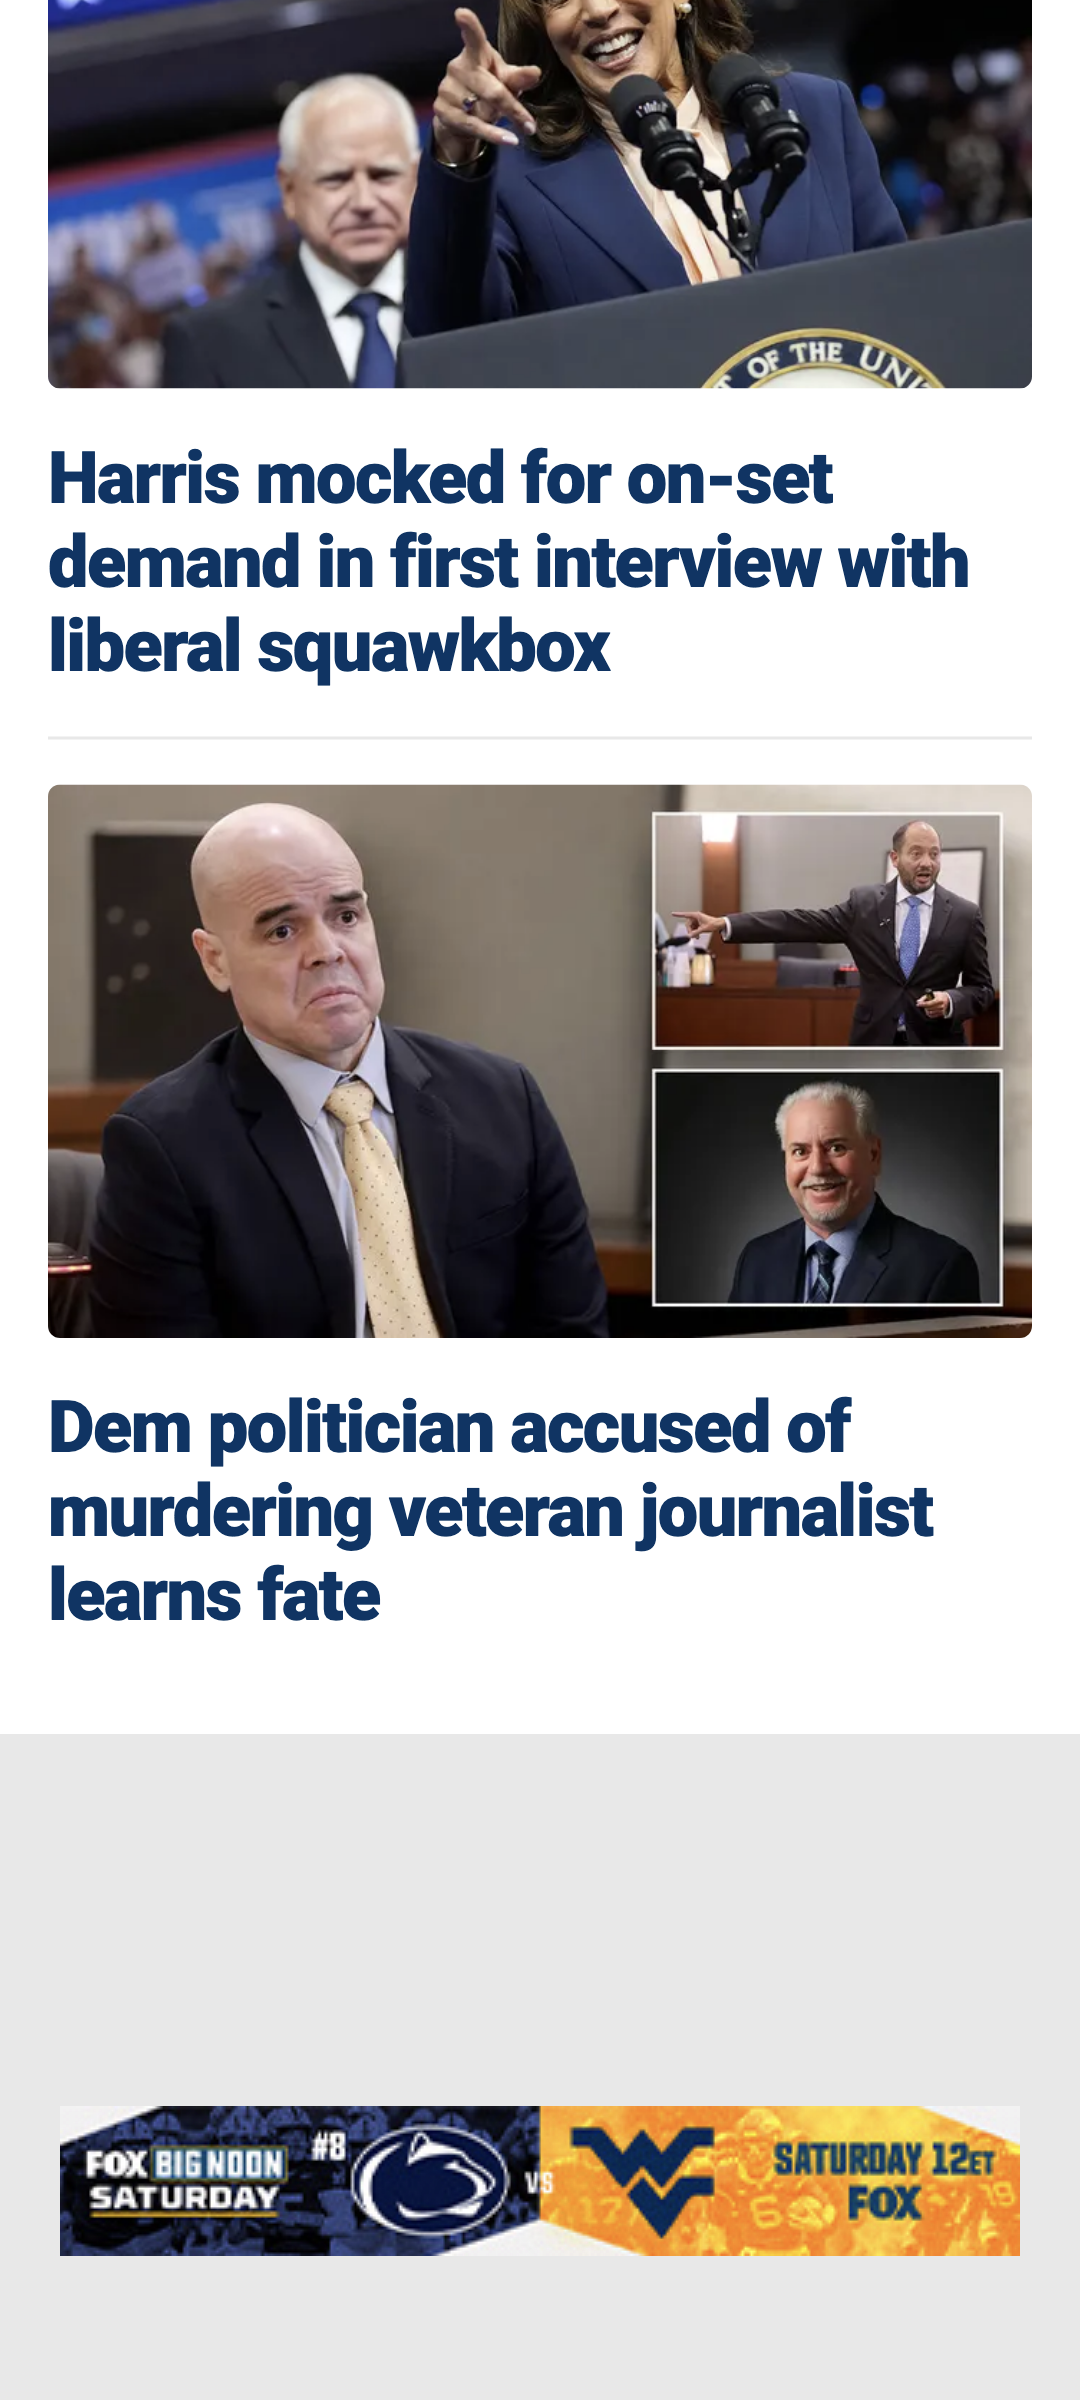 OF THE UNI
Harris mocked for on-set
demand in first interview with
liberal squawkbox
Dem politician accused of
murdering veteran journalist
learns fate
FOX BIG NOON
SATURDAY
#8
VS
SATURDAY 12ET
FOX